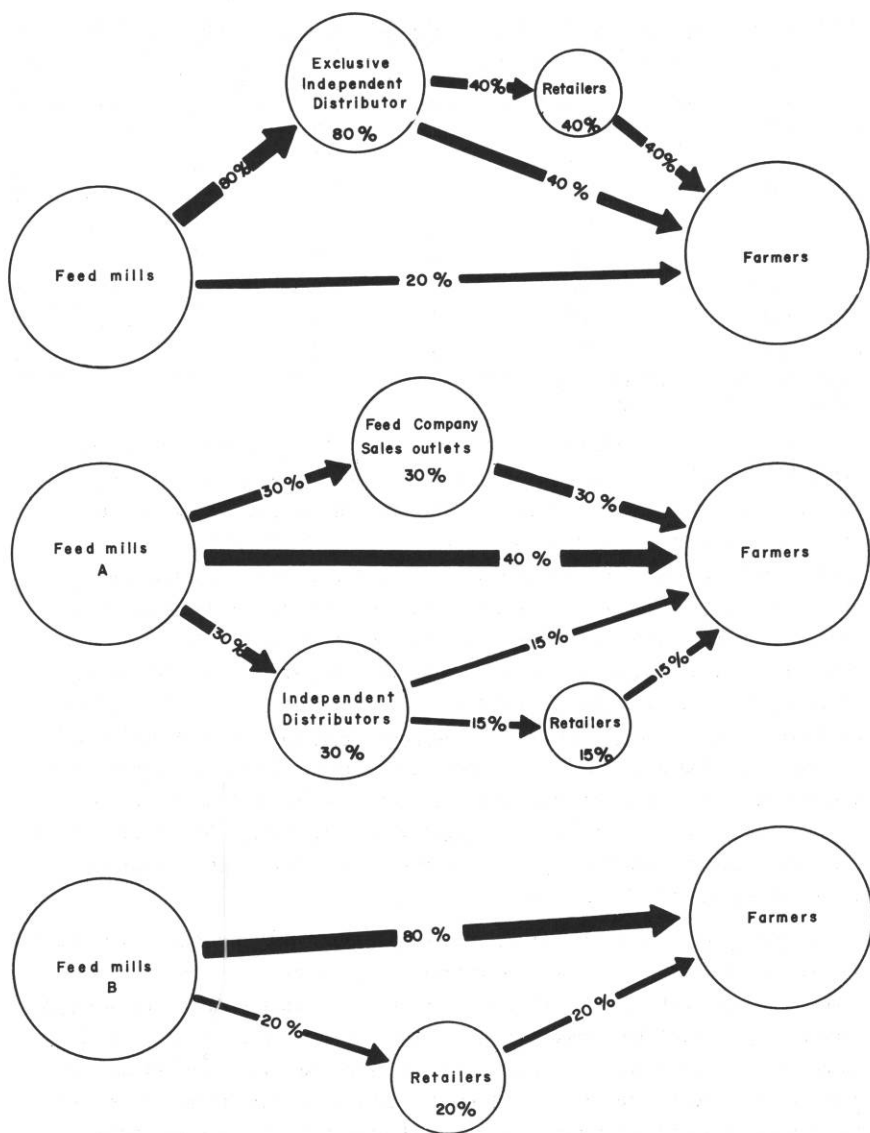 Exclusive
Independent
Distributor
80%
40%
Retailers
40%
40%
80%
40 %
Feed mills
20 %
Farmers
Feed Company
Sales outlets
30%
30%
30 %
Feed mills
A
40 %
Farmers
30%
15%
15%
Independent
Distributors
30%
15%
Retailers
15%
Farmers
80 %
Feed mills
B
20 %
20 %
Retailers
20%